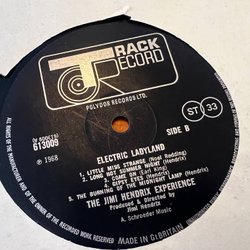 TRACK
RECORD
POLYDOR RECORDS LTD.
613009
ST 33
℗ 1968
ELECTRIC LADYLAND
SIDE B
1. LITTLE MISS STRANGE (Noel Redding)
2. LONG HOT SUMMER NIGHT (Hendrix)
3. COME ON (Earl King)
4. GYPSY EYES (Hendrix)
5. THE BURNING OF THE MIDNIGHT LAMP (Hendrix)
THE JIMI HENDRIX EXPERIENCE
Produced & Directed by
Jimi Hendrix
A. Schroeder Music
MADE IN Gt. BRITAIN
ALL RIGHTS OF THE MANUFACTURER AND OF THE OWNER OF THE RECORDED WORK RESERVED